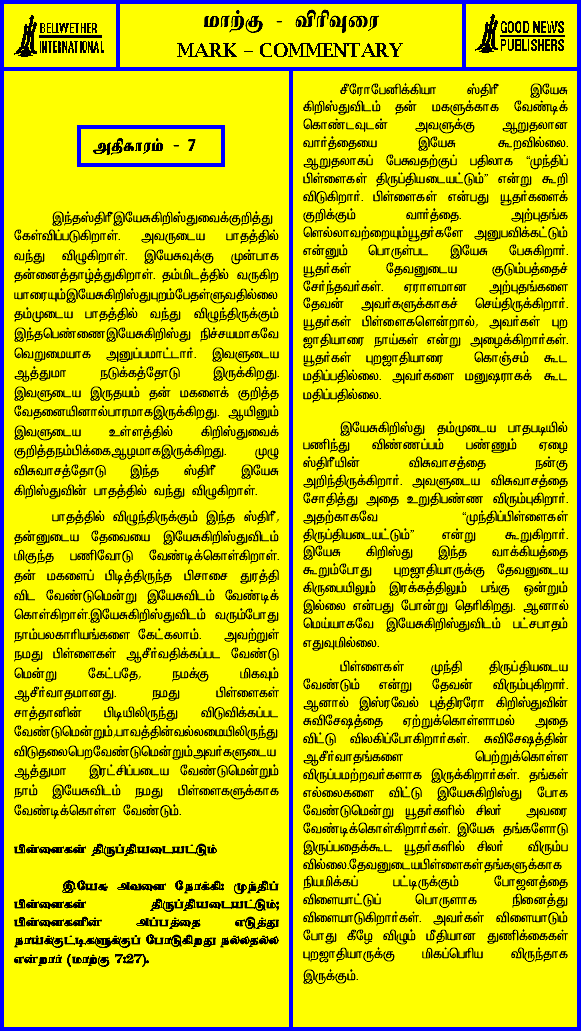 BELWETHER
INTERNATIONAL
மாற்கு - விரிவுரை
MARK – COMMENTARY
GOOD NEWS
PUBLISHERS
அதிகாரம் - 7
இந்தஸ்திரீஇயேசுகிறிஸ்துவைக்குறித்து
கேள்விப்படுகிறாள். அவருடைய பாதத்தில்
வந்து விழுகிறாள். இயேசுவுக்கு முன்பாக
தன்னைத்தாழ்த்துகிறாள். தம்மிடத்தில் வருகிற
யாரையும்இயேசுகிறிஸ்துபுறம்பேதள்ளுவதில்லை
தம்முடைய பாதத்தில் வந்து விழுந்திருக்கும்
இந்தபெண்ணைஇயேசுகிறிஸ்து நிச்சயமாகவே
வெறுமையாக அனுப்பமாட்டார். இவளுடைய
ஆத்துமா நடுக்கத்தோடு இருக்கிறது.
இவளுடைய இருதயம் தன் மகளைக் குறித்த
வேதனையினால்பாரமாகஇருக்கிறது. ஆயினும்
இவளுடைய உள்ளத்தில் கிறிஸ்துவைக்
குறித்தநம்பிக்கைஆழமாகஇருக்கிறது. முழு
விசுவாசத்தோடு இந்த ஸ்திரீ இயேசு
கிறிஸ்துவின் பாதத்தில் வந்து விழுகிறாள்.
பாதத்தில் விழுந்திருக்கும் இந்த ஸ்திரீ,
தன்னுடைய தேவையை இயேசுகிறிஸ்துவிடம்
மிகுந்த பணிவோடு வேண்டிக்கொள்கிறாள்.
தன் மகளைப் பிடித்திருந்த பிசாசை துரத்தி
விட வேண்டுமென்று இயேசுவிடம் வேண்டிக்
கொள்கிறாள்.இயேசுகிறிஸ்துவிடம் வரும்போது
நாம்பலகாரியங்களை கேட்கலாம். அவற்றுள்
நமது பிள்ளைகள் ஆசீர்வதிக்கப்பட வேண்டு
மென்று கேட்பதே, நமக்கு மிகவும்
ஆசீர்வாதமானது. நமது பிள்ளைகள்
சாத்தானின் பிடியிலிருந்து விடுவிக்கப்பட
வேண்டுமென்றும்,பாவத்தின்வல்லமையிலிருந்து
விடுதலைபெறவேண்டுமென்றும்அவர்களுடைய
ஆத்துமா இரட்சிப்படைய வேண்டுமென்றும்
நாம் இயேசுவிடம் நமது பிள்ளைகளுக்காக
வேண்டிக்கொள்ள வேண்டும்.
பிள்ளைகள் திருப்தியடையட்டும்
இயேசு அவளை நோக்கி: முந்திப்
பிள்ளைகள் திருப்தியடையட்டும்;
பிள்ளைகளின் அப்பத்தை எடுத்து
நாய்க்குட்டிகளுக்குப் போடுகிறது நல்லதல்ல
என்றார் (மாற்கு 7:27).
சீரோபேனிக்கியா ஸ்திரீ இயேசு
கிறிஸ்துவிடம் தன் மகளுக்காக வேண்டிக்
கொண்டவுடன் அவளுக்கு ஆறுதலான
வார்த்தையை இயேசு கூறவில்லை.
ஆறுதலாகப் பேசுவதற்குப் பதிலாக “முந்திப்
பிள்ளைகள் திருப்தியடையட்டும்” என்று கூறி
விடுகிறார். பிள்ளைகள் என்பது யூதர்களைக்
குறிக்கும் வார்த்தை. அற்புதங்க
ளெல்லாவற்றையும்யூதர்களே அனுபவிக்கட்டும்
என்னும் பொருள்பட இயேசு பேசுகிறார்.
யூதர்கள் தேவனுடைய குடும்பத்தைச்
சேர்ந்தவர்கள். ஏராளமான அற்புதங்களை
தேவன் அவர்களுக்காகச் செய்திருக்கிறார்.
யூதர்கள் பிள்ளைகளென்றால், அவர்கள் புற
ஜாதியாரை நாய்கள் என்று அழைக்கிறார்கள்.
யூதர்கள் புறஜாதியாரை கொஞ்சம் கூட
மதிப்பதில்லை. அவர்களை மனுஷராகக் கூட
மதிப்பதில்லை.
இயேசுகிறிஸ்து தம்முடைய பாதபடியில்
பணிந்து விண்ணப்பம் பண்ணும் ஏழை
ஸ்திரீயின் விசுவாசத்தை நன்கு
அறிந்திருக்கிறார். அவளுடைய விசுவாசத்தை
சோதித்து அதை உறுதிபண்ண விரும்புகிறார்.
அதற்காகவே “முந்திப்பிள்ளைகள்
திருப்தியடையட்டும்” என்று கூறுகிறார்.
இயேசு கிறிஸ்து இந்த வாக்கியத்தை
கூறும்போது புறஜாதியாருக்கு தேவனுடைய
கிருபையிலும் இரக்கத்திலும் பங்கு ஒன்றும்
இல்லை என்பது போன்று தெரிகிறது. ஆனால்
மெய்யாகவே இயேசுகிறிஸ்துவிடம் பட்சபாதம்
எதுவுமில்லை.
பிள்ளைகள் முந்தி திருப்தியடைய
வேண்டும் என்று தேவன் விரும்புகிறார்.
ஆனால் இஸ்ரவேல் புத்திரரோ கிறிஸ்துவின்
சுவிசேஷத்தை ஏற்றுக்கொள்ளாமல் அதை
விட்டு விலகிப்போகிறார்கள். சுவிசேஷத்தின்
ஆசீர்வாதங்களை பெற்றுக்கொள்ள
விருப்பமற்றவர்களாக இருக்கிறார்கள். தங்கள்
எல்லைகளை விட்டு இயேசுகிறிஸ்து போக
வேண்டுமென்று யூதர்களில் சிலர் அவரை
வேண்டிக்கொள்கிறார்கள். இயேசு தங்களோடு
இருப்பதைக்கூட யூதர்களில் சிலர் விரும்ப
வில்லை.தேவனுடையபிள்ளைகள்தங்களுக்காக
நியமிக்கப் பட்டிருக்கும் போஜனத்தை
விளையாட்டுப் பொருளாக நினைத்து
விளையாடுகிறார்கள். அவர்கள் விளையாடும்
போது கீழே விழும் மீதியான துணிக்கைகள்
புறஜாதியாருக்கு மிகப்பெரிய விருந்தாக
இருக்கும்.